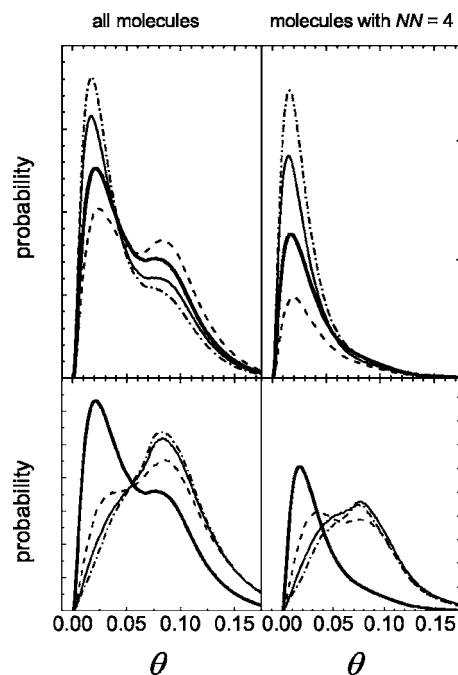 all molecules
molecules with NN = 4
probability
probability
0.00 0.05 0.10 0.15
0.00 0.05 0.10 0.15
θ
θ